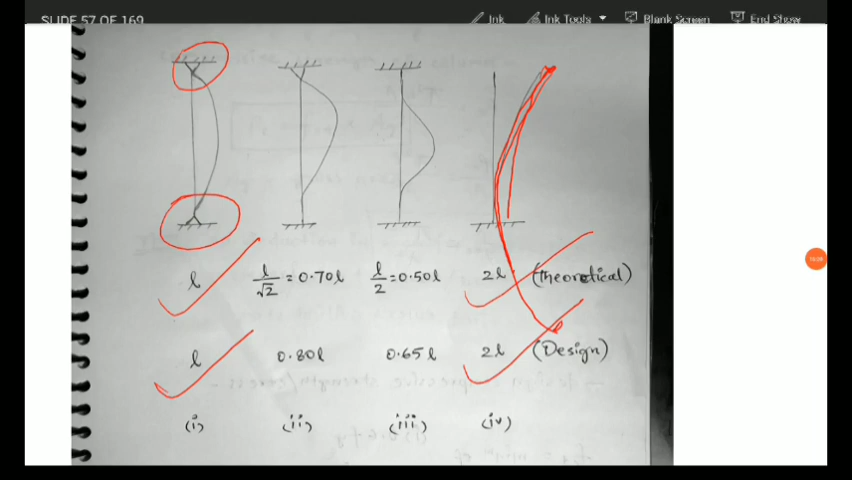 SLIDE 57 OF 169
Ink Ink Tools Blank Screen End Show
l l/√2 = 0.70l l/2 = 0.50l 2l (Theoretical)
l 0.80l 0.65l 2l (Design)
(i) (ii) (iii) (iv)